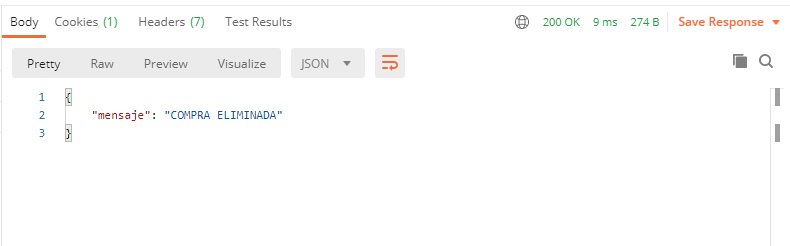 Body Cookies (1) Headers (7) Test Results 200 OK 9 ms 274 B Save Response
Pretty Raw Preview Visualize JSON
1 {
2 "mensaje": "COMPRA ELIMINADA"
3 }